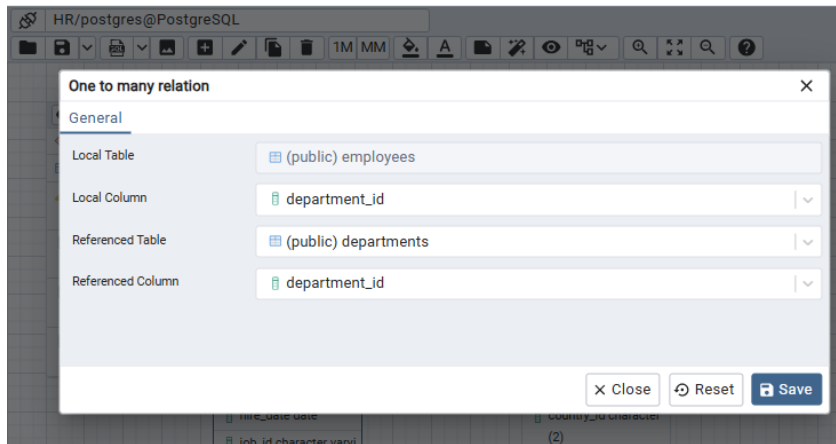 HR/postgres@PostgreSQL
SQL
1M MM A
One to many relation
General
Local Table (public) employees
Local Column department_id
Referenced Table (public) departments
Referenced Column department_id
Close Reset Save
hire_date date
country_id character
(2)
job_id character varyi